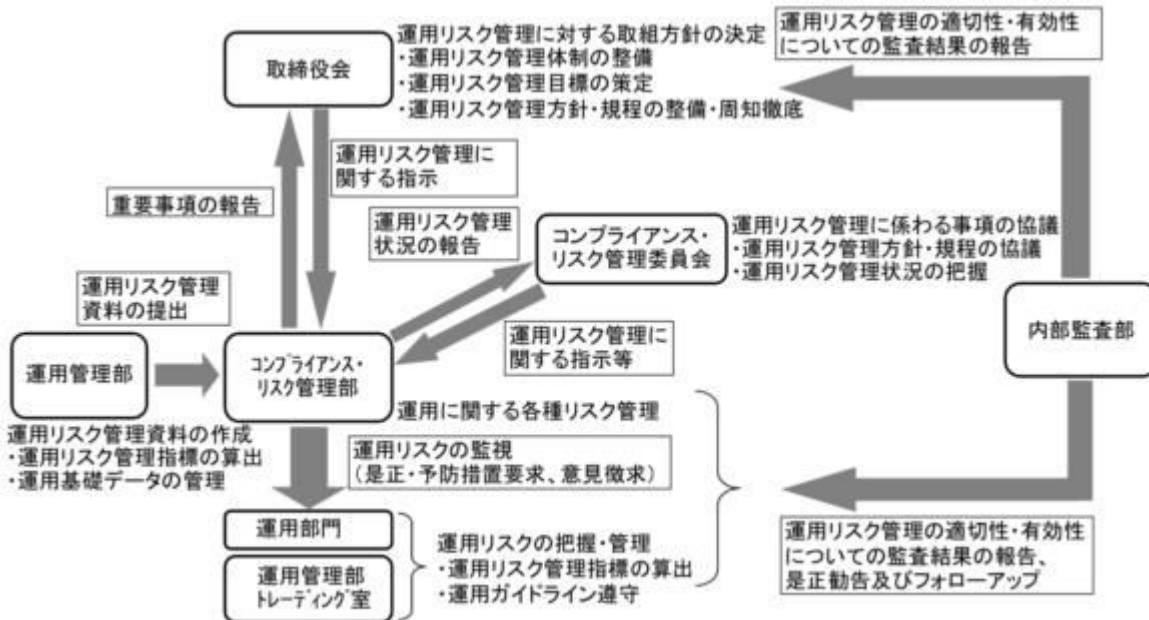 取締役会
運用リスク管理に対する取組方針の決定
・運用リスク管理体制の整備
・運用リスク管理目標の策定
・運用リスク管理方針・規程の整備・周知徹底
運用リスク管理の適切性・有効性
についての監査結果の報告
運用リスク管理に
関する指示
重要事項の報告
運用リスク管理
状況の報告
コンプライアンス・
リスク管理委員会
運用リスク管理に係わる事項の協議
・運用リスク管理方針・規程の協議
・運用リスク管理状況の把握
運用リスク管理
資料の提出
運用リスク管理に
関する指示等
内部監査部
運用管理部
コンプライアンス・
リスク管理部
運用に関する各種リスク管理
運用リスク管理資料の作成
・運用リスク管理指標の算出
・運用基礎データの管理
運用リスクの監視
(是正・予防措置要求、意見徴求)
運用部門
運用管理部
トレーディング室
運用リスクの把握・管理
・運用リスク管理指標の算出
・運用ガイドライン遵守
運用リスク管理の適切性・有効性
についての監査結果の報告、
是正勧告及びフォローアップ